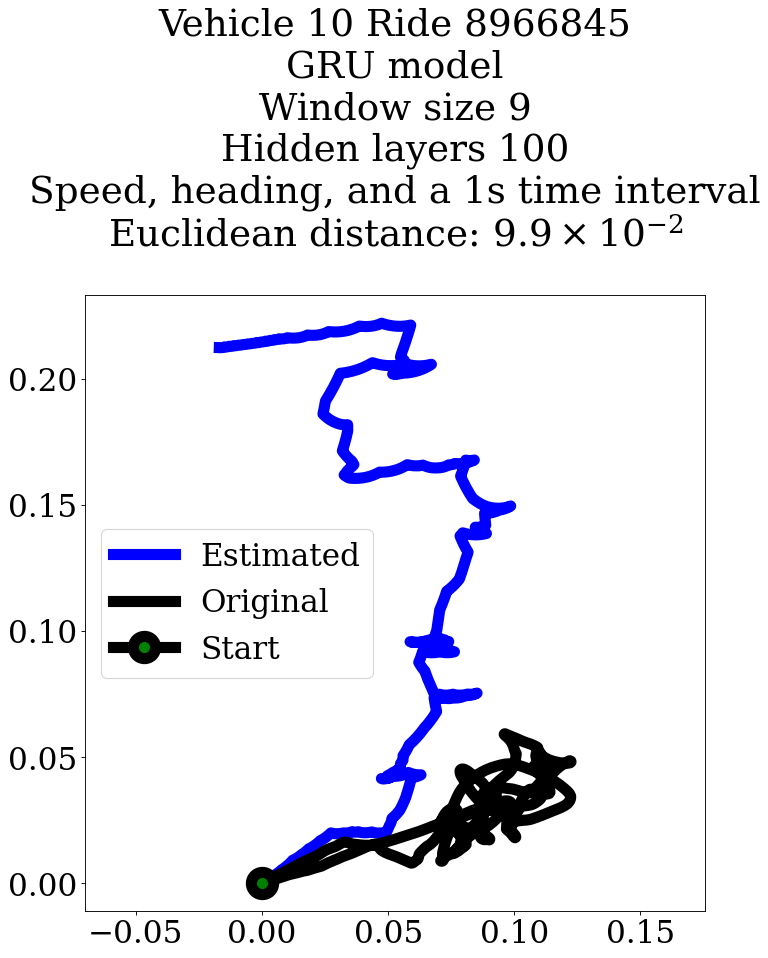 Vehicle 10 Ride 8966845
GRU model
Window size 9
Hidden layers 100
Speed, heading, and a 1s time interval
Euclidean distance: 9.9 × 10⁻²
0.20
0.15
0.10
0.05
0.00
Estimated
Original
Start
−0.05 0.00 0.05 0.10 0.15